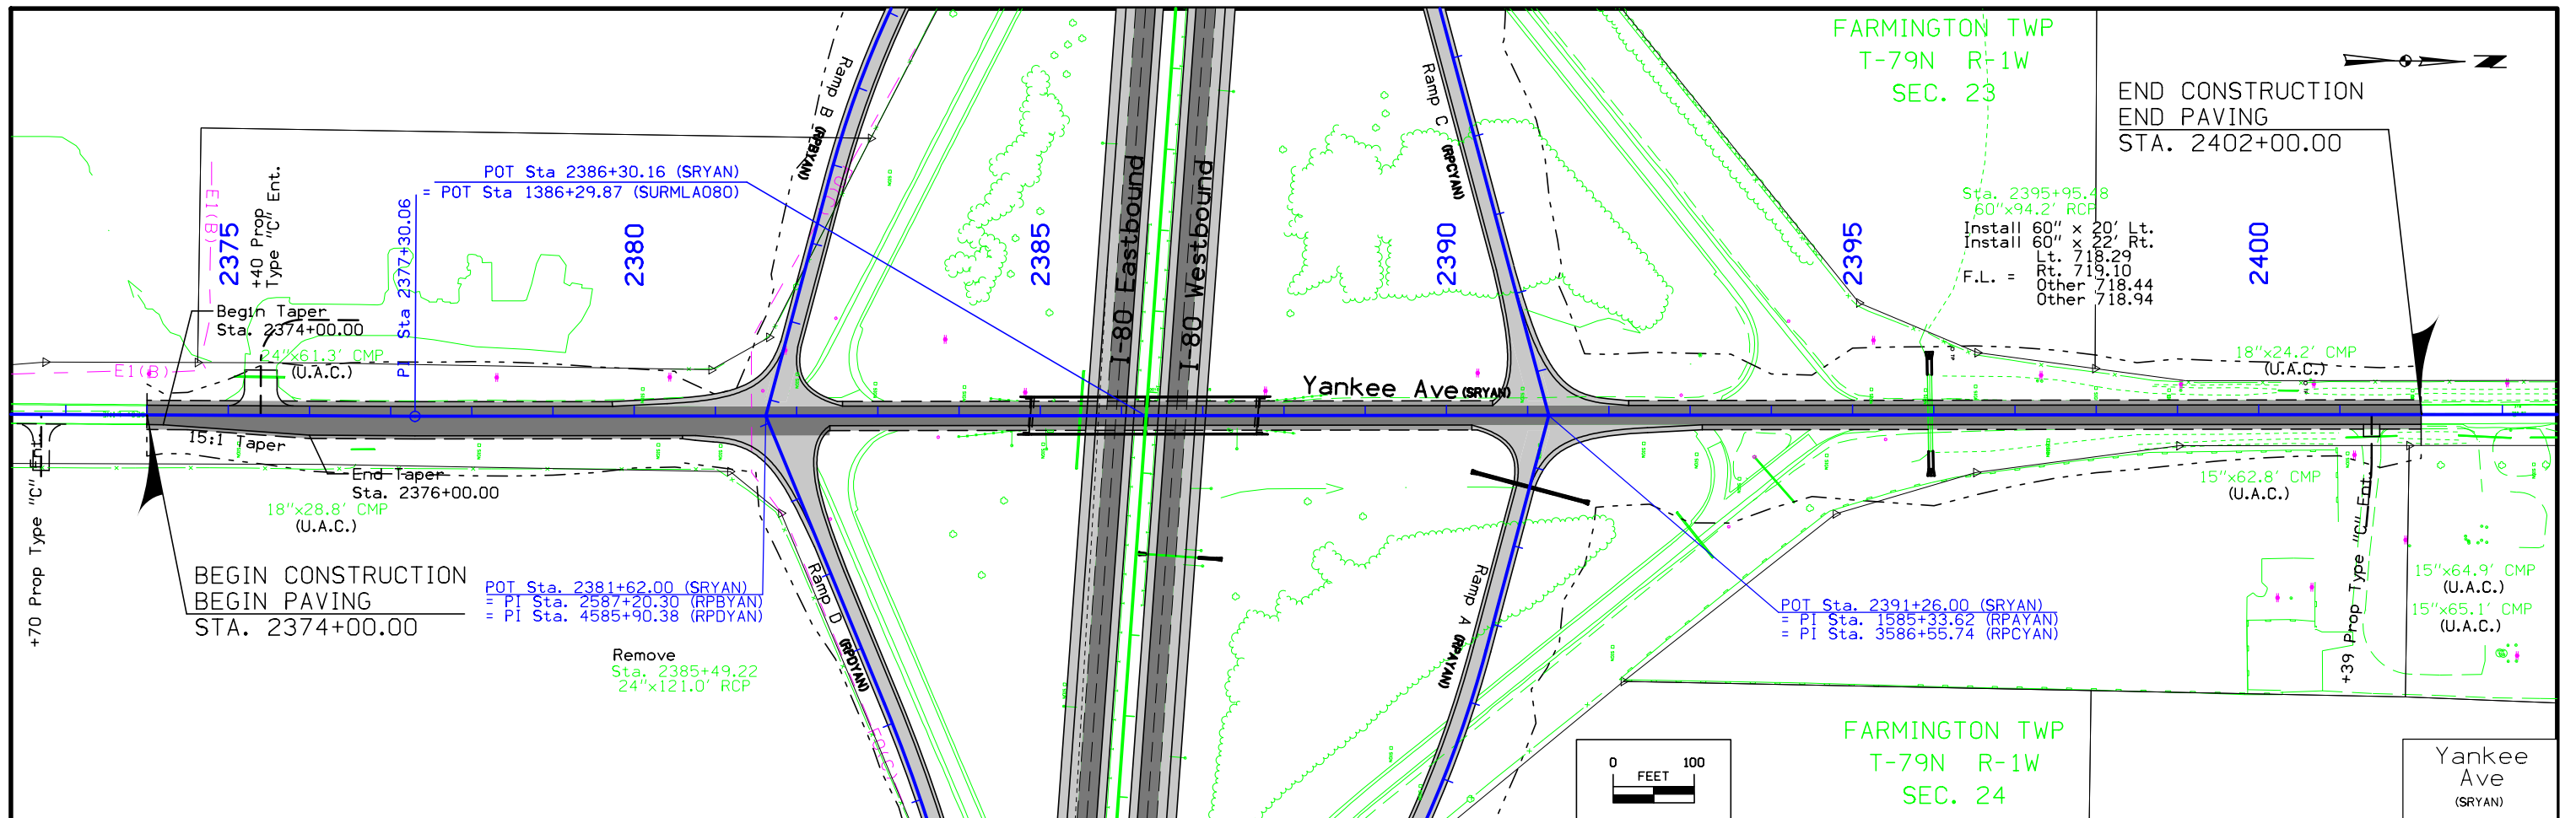 FARMINGTON TWP
T-79N R-1W
SEC. 23
END CONSTRUCTION
END PAVING
STA. 2402+00.00
N
E1(B)
2375
+40 Prop
Type "C" Ent.
PI Sta 2377+30.06
POT Sta 2386+30.16 (SRYAN)
= POT Sta 1386+29.87 (SURMLA080)
2380
Ramp B (RPBYAN)
2385
I-80 Eastbound
I-80 Westbound
Ramp C (RPCYAN)
2390
2395
Sta. 2395+95.48
60"x94.2' RCP
Install 60" x 20' Lt.
Install 60" x 22' Rt.
Lt. 718.29
F.L. = Rt. 719.10
Other 718.44
Other 718.94
2400
Begin Taper
Sta. 2374+00.00
24"x61.3' CMP
(U.A.C.)
E1(B)
18"x24.2' CMP
(U.A.C.)
Yankee Ave (SRYAN)
15:1 Taper
End Taper
Sta. 2376+00.00
18"x28.8' CMP
(U.A.C.)
+70 Prop Type "C" Ent.
15"x62.8' CMP
(U.A.C.)
BEGIN CONSTRUCTION
BEGIN PAVING
STA. 2374+00.00
POT Sta. 2381+62.00 (SRYAN)
= PI Sta. 2587+20.30 (RPBYAN)
= PI Sta. 4585+90.38 (RPDYAN)
Ramp D (RPDYAN)
Ramp A (RPAYAN)
POT Sta. 2391+26.00 (SRYAN)
= PI Sta. 1585+33.62 (RPAYAN)
= PI Sta. 3586+55.74 (RPCYAN)
+39 Prop Type "C" Ent.
15"x64.9' CMP
(U.A.C.)
15"x65.1' CMP
(U.A.C.)
Remove
Sta. 2385+49.22
24"x121.0' RCP
0 100
FEET
FARMINGTON TWP
T-79N R-1W
SEC. 24
Yankee
Ave
(SRYAN)